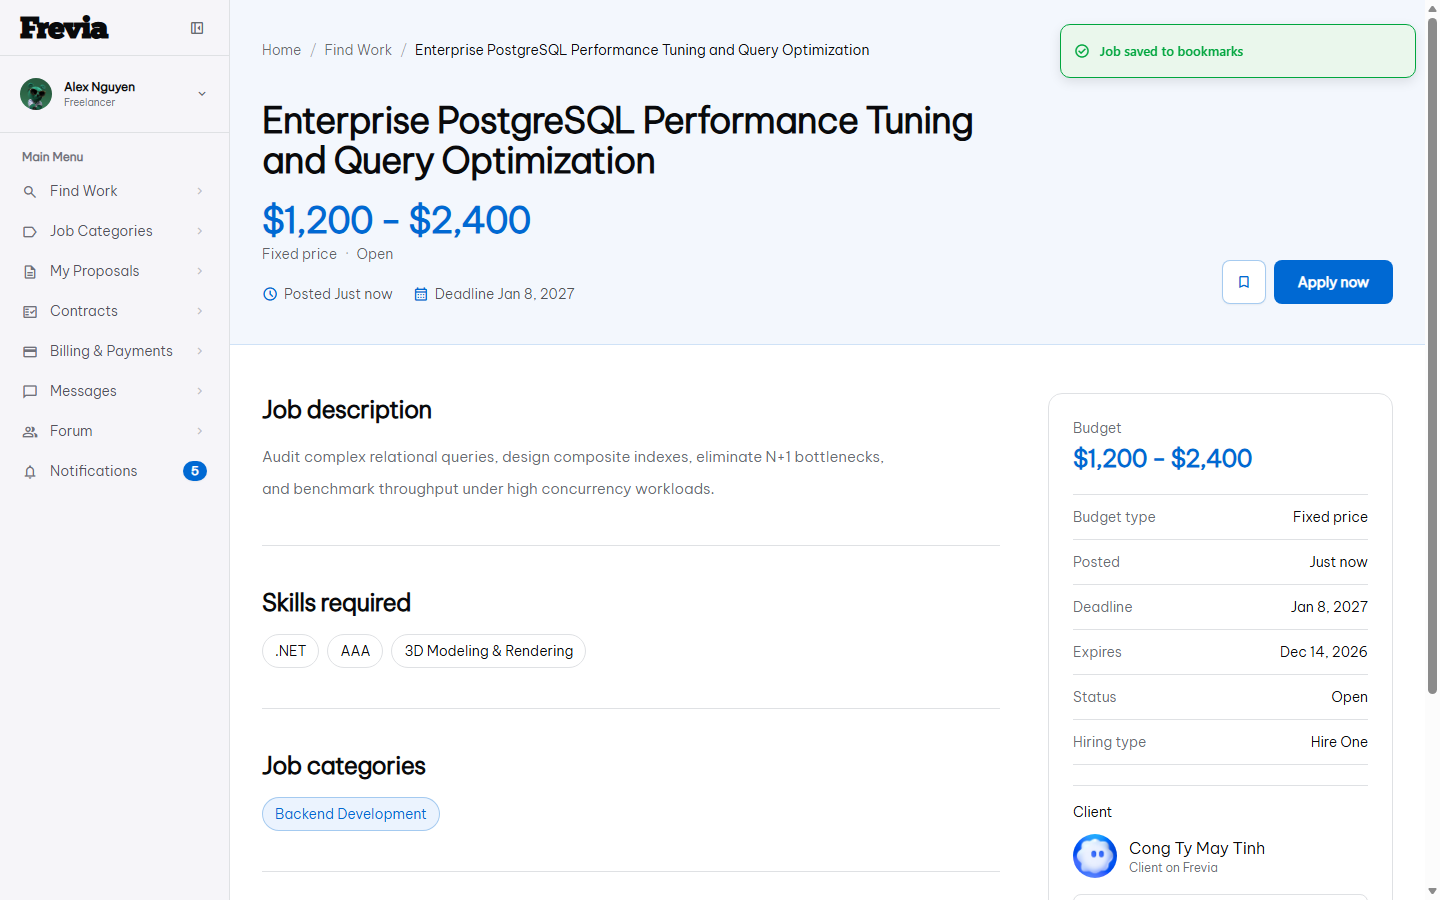 Frevia
Alex Nguyen
Freelancer
Main Menu
Find Work
Job Categories
My Proposals
Contracts
Billing & Payments
Messages
Forum
Notifications
5
Home / Find Work / Enterprise PostgreSQL Performance Tuning and Query Optimization
Job saved to bookmarks
Enterprise PostgreSQL Performance Tuning
and Query Optimization
$1,200 – $2,400
Fixed price · Open
Posted Just now
Deadline Jan 8, 2027
Apply now
Job description
Audit complex relational queries, design composite indexes, eliminate N+1 bottlenecks,
and benchmark throughput under high concurrency workloads.
Skills required
.NET
AAA
3D Modeling & Rendering
Job categories
Backend Development
Budget
$1,200 – $2,400
Budget type Fixed price
Posted Just now
Deadline Jan 8, 2027
Expires Dec 14, 2026
Status Open
Hiring type Hire One
Client
Cong Ty May Tinh
Client on Frevia